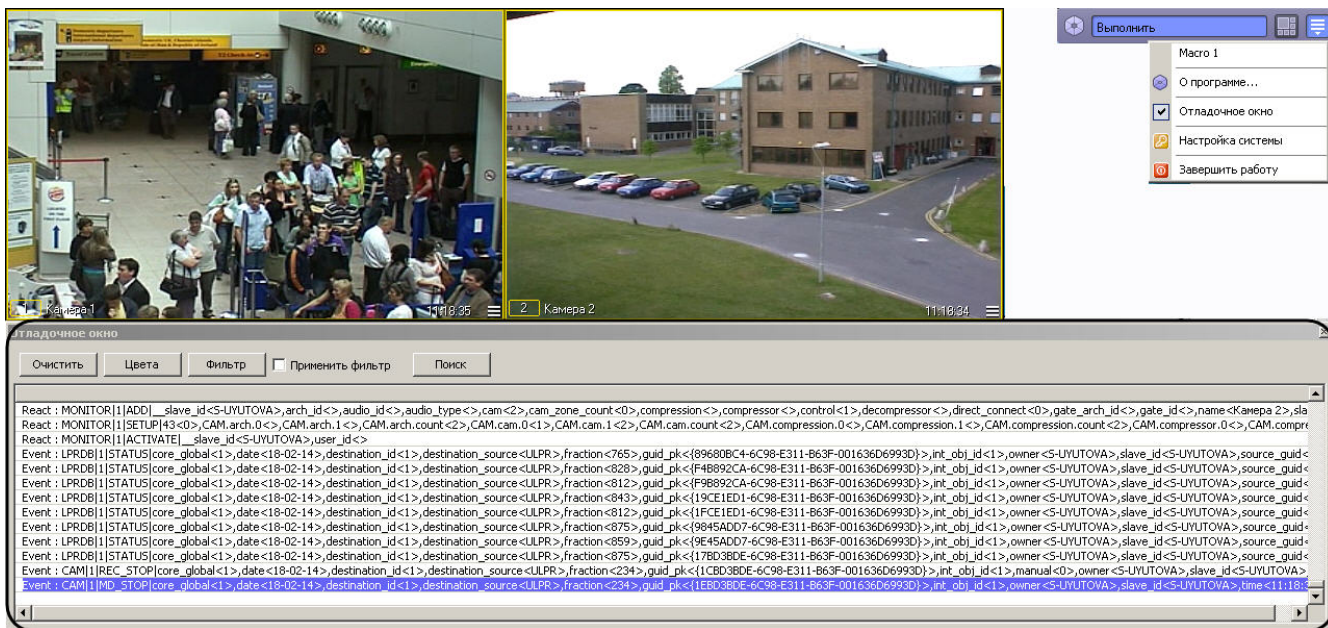 Выполнить
Macro 1
О программе...
Отладочное окно
Настройка системы
Завершить работу
1 Камера 1 11:18:35
2 Камера 2 11:18:34
Отладочное окно
Очистить Цвета Фильтр Применить фильтр Поиск
React : MONITOR|1|ADD|__slave_id<S-UYUTOVA>,arch_id<>,audio_id<>,audio_type<>,cam<2>,cam_zone_count<0>,compression<>,compressor<>,control<1>,decompressor<>,direct_connect<0>,gate_arch_id<>,gate_id<>,name<Камера 2>,sla
React : MONITOR|1|SETUP|43<0>,CAM.arch.0<>,CAM.arch.1<>,CAM.arch.count<2>,CAM.cam.0<1>,CAM.cam.1<2>,CAM.cam.count<2>,CAM.compression.0<>,CAM.compression.1<>,CAM.compression.count<2>,CAM.compressor.0<>,CAM.compre
React : MONITOR|1|ACTIVATE|__slave_id<S-UYUTOVA>,user_id<>
Event : LPRDB|1|STATUS|core_global<1>,date<18-02-14>,destination_id<1>,destination_source<ULPR>,fraction<765>,guid_pk<{89680BC4-6C98-E311-B63F-001636D6993D}>,int_obj_id<1>,owner<S-UYUTOVA>,slave_id<S-UYUTOVA>,source_guid<
Event : LPRDB|1|STATUS|core_global<1>,date<18-02-14>,destination_id<1>,destination_source<ULPR>,fraction<828>,guid_pk<{F4B892CA-6C98-E311-B63F-001636D6993D}>,int_obj_id<1>,owner<S-UYUTOVA>,slave_id<S-UYUTOVA>,source_guid<
Event : LPRDB|1|STATUS|core_global<1>,date<18-02-14>,destination_id<1>,destination_source<ULPR>,fraction<812>,guid_pk<{F9B892CA-6C98-E311-B63F-001636D6993D}>,int_obj_id<1>,owner<S-UYUTOVA>,slave_id<S-UYUTOVA>,source_guid<
Event : LPRDB|1|STATUS|core_global<1>,date<18-02-14>,destination_id<1>,destination_source<ULPR>,fraction<843>,guid_pk<{19CE1ED1-6C98-E311-B63F-001636D6993D}>,int_obj_id<1>,owner<S-UYUTOVA>,slave_id<S-UYUTOVA>,source_guid<
Event : LPRDB|1|STATUS|core_global<1>,date<18-02-14>,destination_id<1>,destination_source<ULPR>,fraction<812>,guid_pk<{1FCE1ED1-6C98-E311-B63F-001636D6993D}>,int_obj_id<1>,owner<S-UYUTOVA>,slave_id<S-UYUTOVA>,source_guid<
Event : LPRDB|1|STATUS|core_global<1>,date<18-02-14>,destination_id<1>,destination_source<ULPR>,fraction<875>,guid_pk<{9845ADD7-6C98-E311-B63F-001636D6993D}>,int_obj_id<1>,owner<S-UYUTOVA>,slave_id<S-UYUTOVA>,source_guid<
Event : LPRDB|1|STATUS|core_global<1>,date<18-02-14>,destination_id<1>,destination_source<ULPR>,fraction<859>,guid_pk<{9E45ADD7-6C98-E311-B63F-001636D6993D}>,int_obj_id<1>,owner<S-UYUTOVA>,slave_id<S-UYUTOVA>,source_guid<
Event : LPRDB|1|STATUS|core_global<1>,date<18-02-14>,destination_id<1>,destination_source<ULPR>,fraction<875>,guid_pk<{17BD3BDE-6C98-E311-B63F-001636D6993D}>,int_obj_id<1>,owner<S-UYUTOVA>,slave_id<S-UYUTOVA>,source_guid<
Event : CAM|1|REC_STOP|core_global<1>,date<18-02-14>,destination_id<1>,destination_source<ULPR>,fraction<234>,guid_pk<{1CBD3BDE-6C98-E311-B63F-001636D6993D}>,int_obj_id<1>,manual<0>,owner<S-UYUTOVA>,slave_id<S-UYUTOVA>
Event : CAM|1|MD_STOP|core_global<1>,date<18-02-14>,destination_id<1>,destination_source<ULPR>,fraction<234>,guid_pk<{1EBD3BDE-6C98-E311-B63F-001636D6993D}>,int_obj_id<1>,owner<S-UYUTOVA>,slave_id<S-UYUTOVA>,time<11:18:3